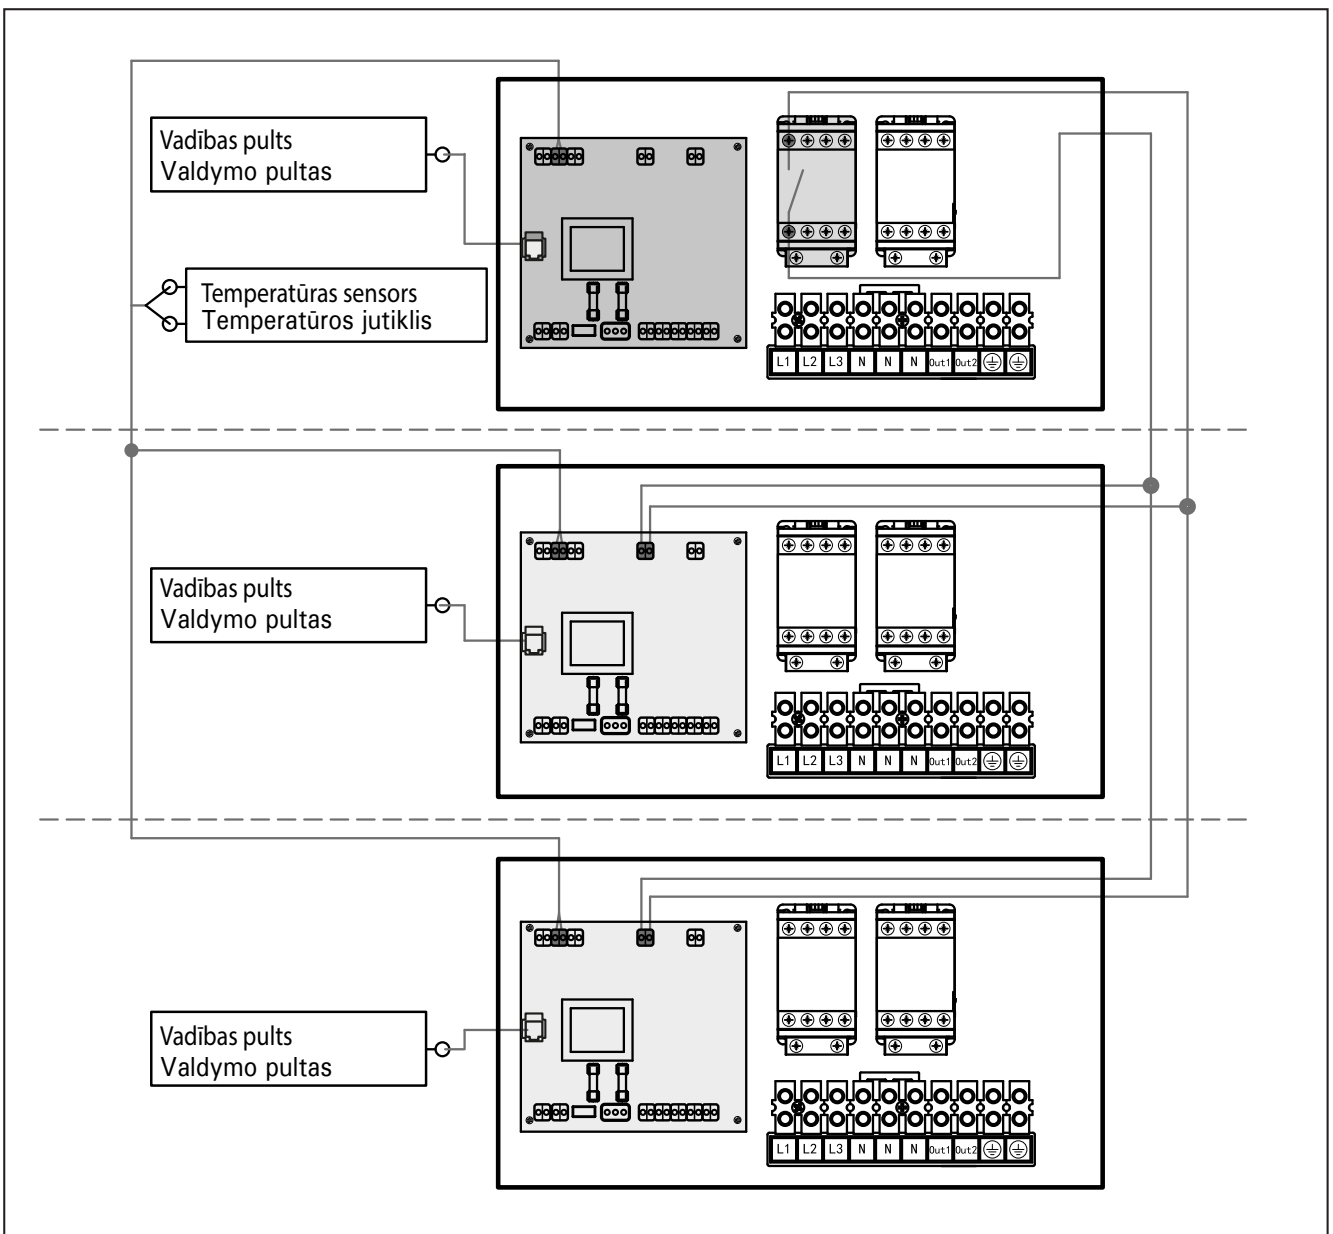 Vadības pults
Valdymo pultas
Temperatūras sensors
Temperatūros jutiklis
L1 L2 L3 N N N Out1 Out2
Vadības pults
Valdymo pultas
L1 L2 L3 N N N Out1 Out2
Vadības pults
Valdymo pultas
L1 L2 L3 N N N Out1 Out2